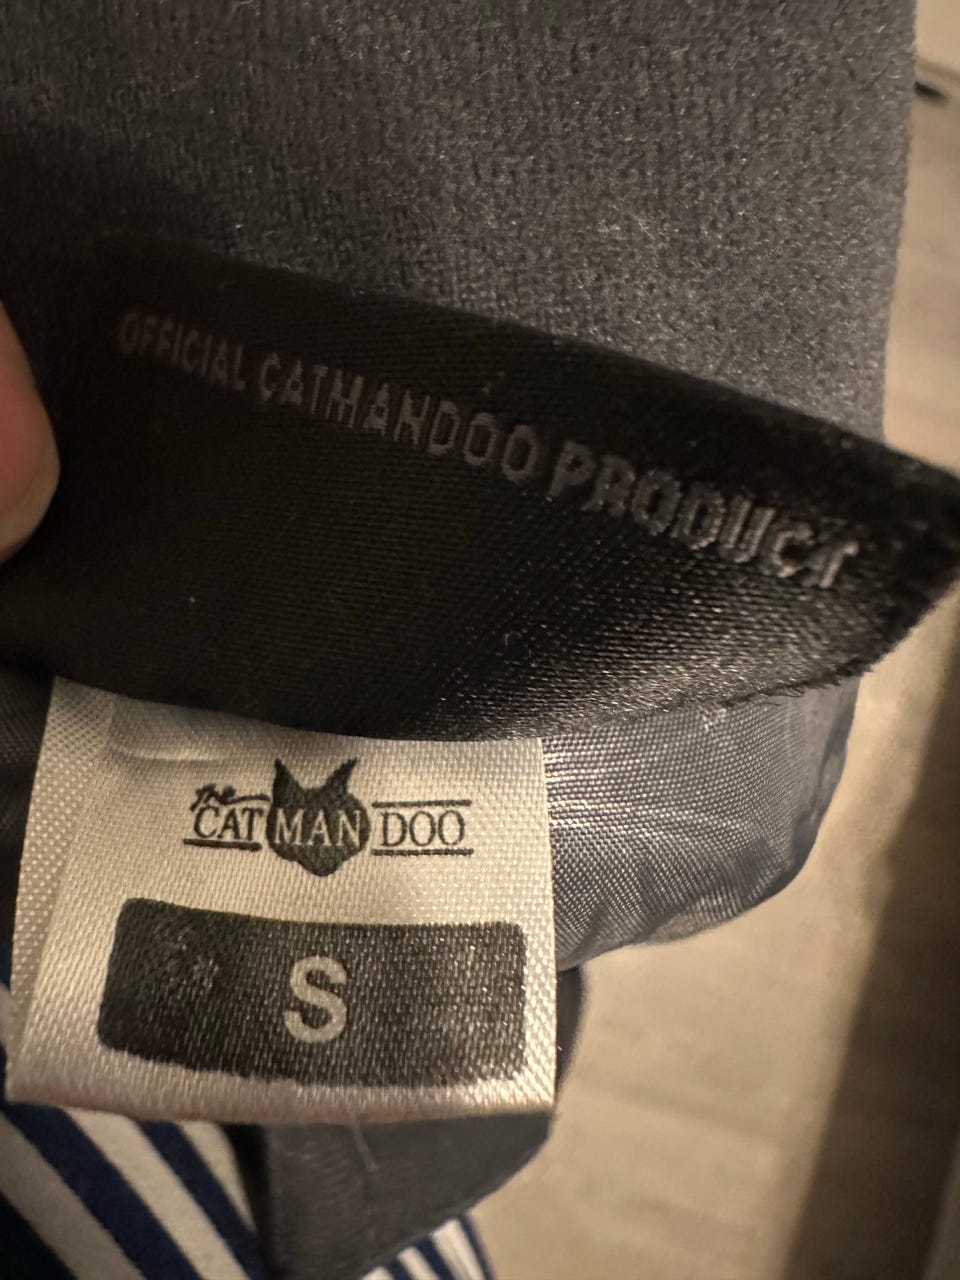 OFFICIAL CATMANDOO PRODUCT
The
CAT MAN DOO
S